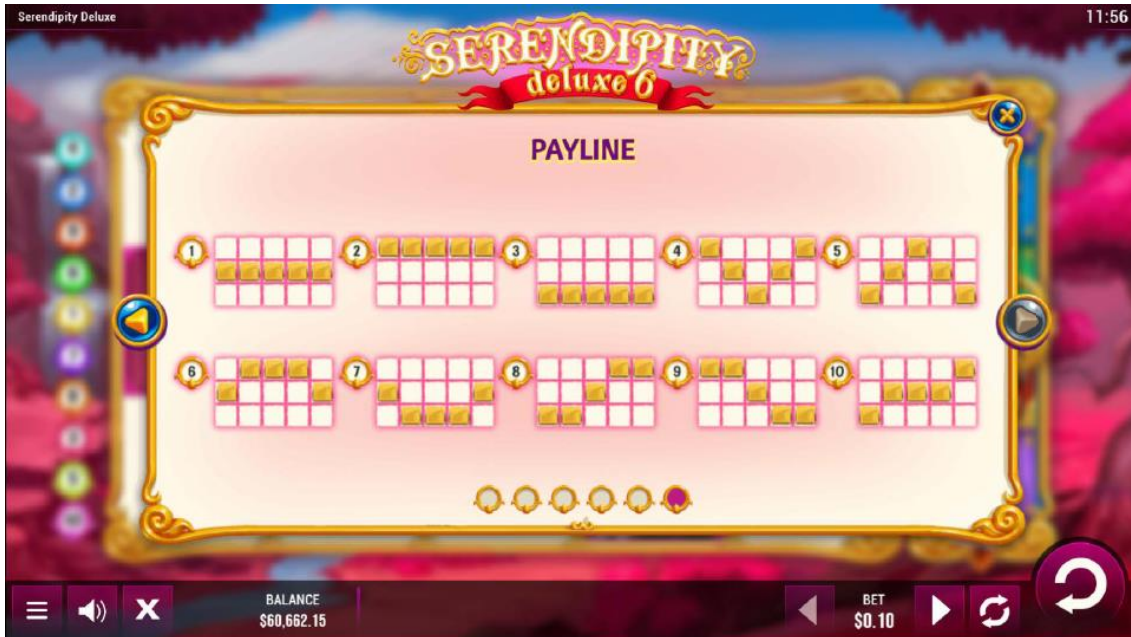 Serendipity Deluxe
11:56
SERENDIPITY
deluxe 6
PAYLINE
1 2 3 4 5
6 7 8 9 10
BALANCE
$60,662.15
BET
$0.10